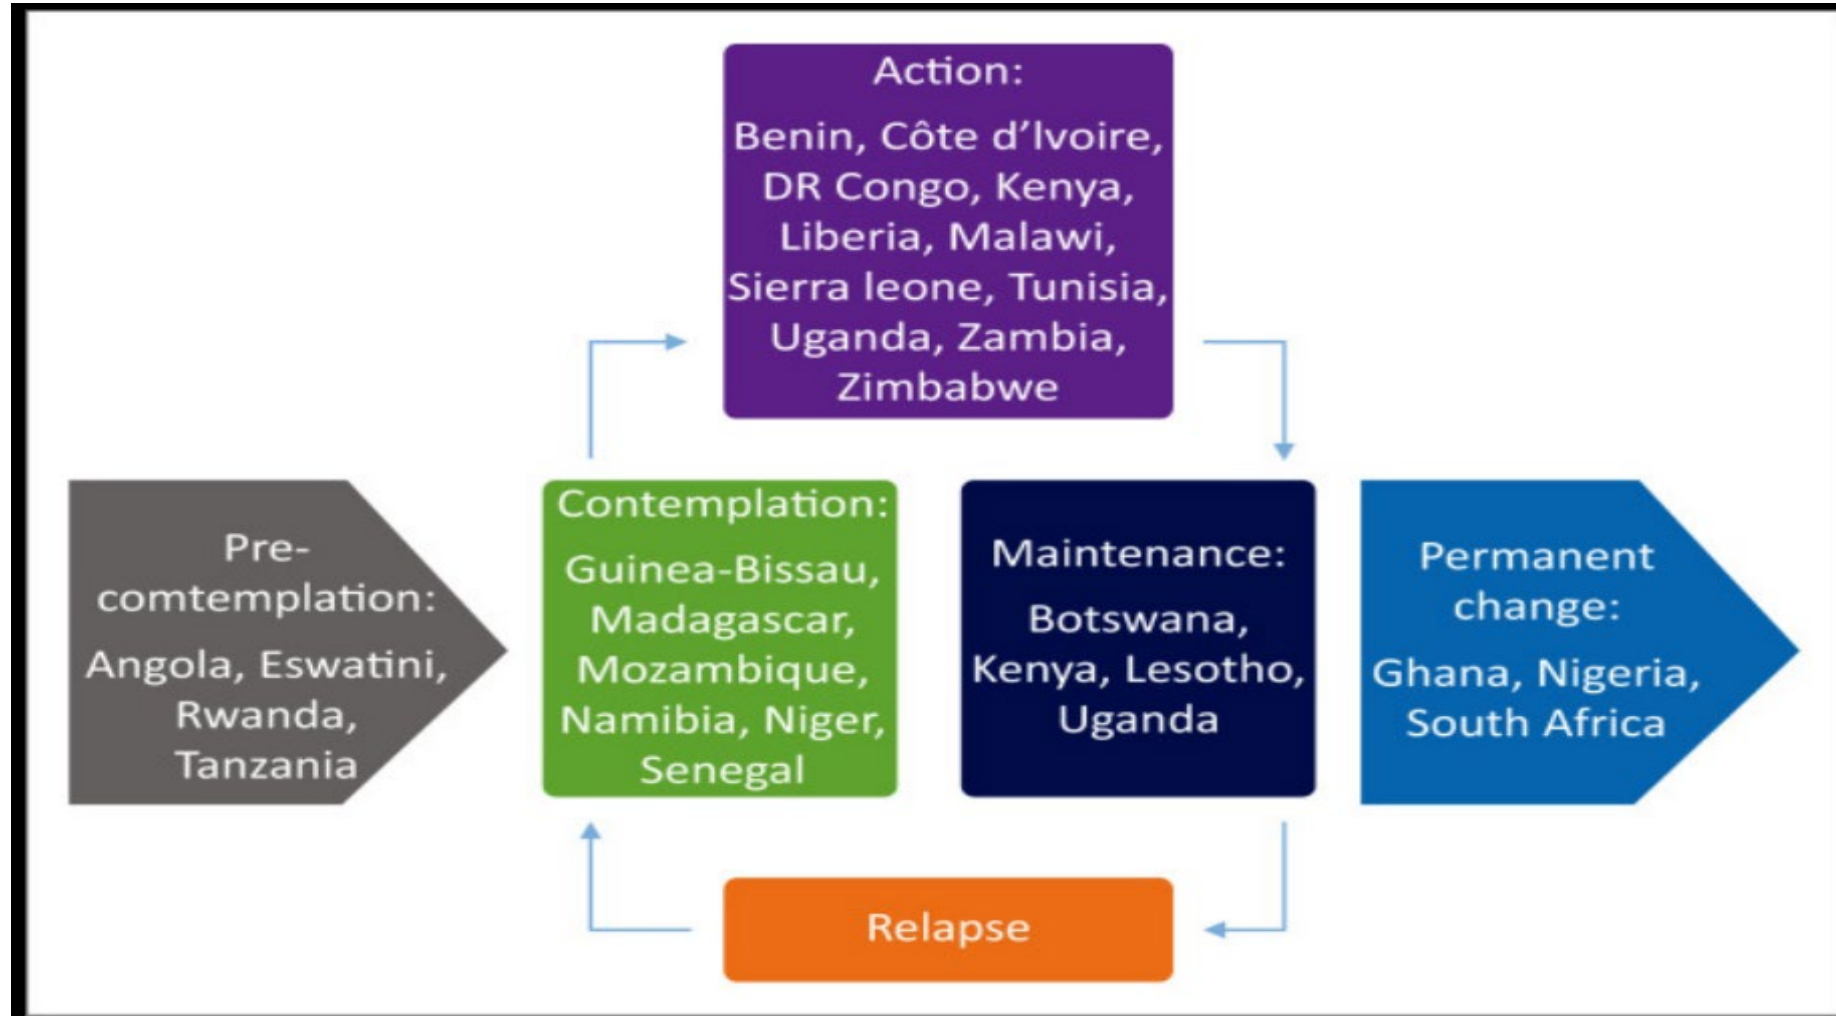 Action:
Benin, Côte d’Ivoire,
DR Congo, Kenya,
Liberia, Malawi,
Sierra leone, Tunisia,
Uganda, Zambia,
Zimbabwe
Pre-
comtemplation:
Angola, Eswatini,
Rwanda,
Tanzania
Contemplation:
Guinea-Bissau,
Madagascar,
Mozambique,
Namibia, Niger,
Senegal
Maintenance:
Botswana,
Kenya, Lesotho,
Uganda
Permanent
change:
Ghana, Nigeria,
South Africa
Relapse